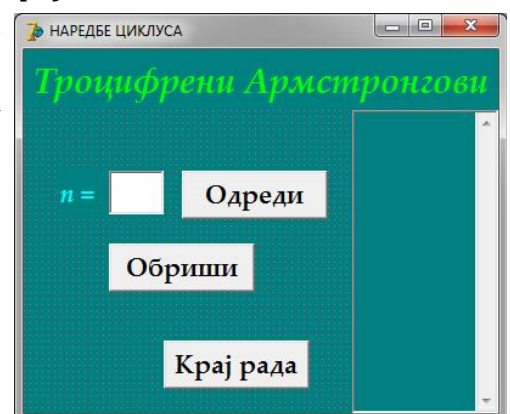 НАРЕДБЕ ЦИКЛУСА
Троцифрени Армстронгови
n =
Одреди
Обриши
Крај рада